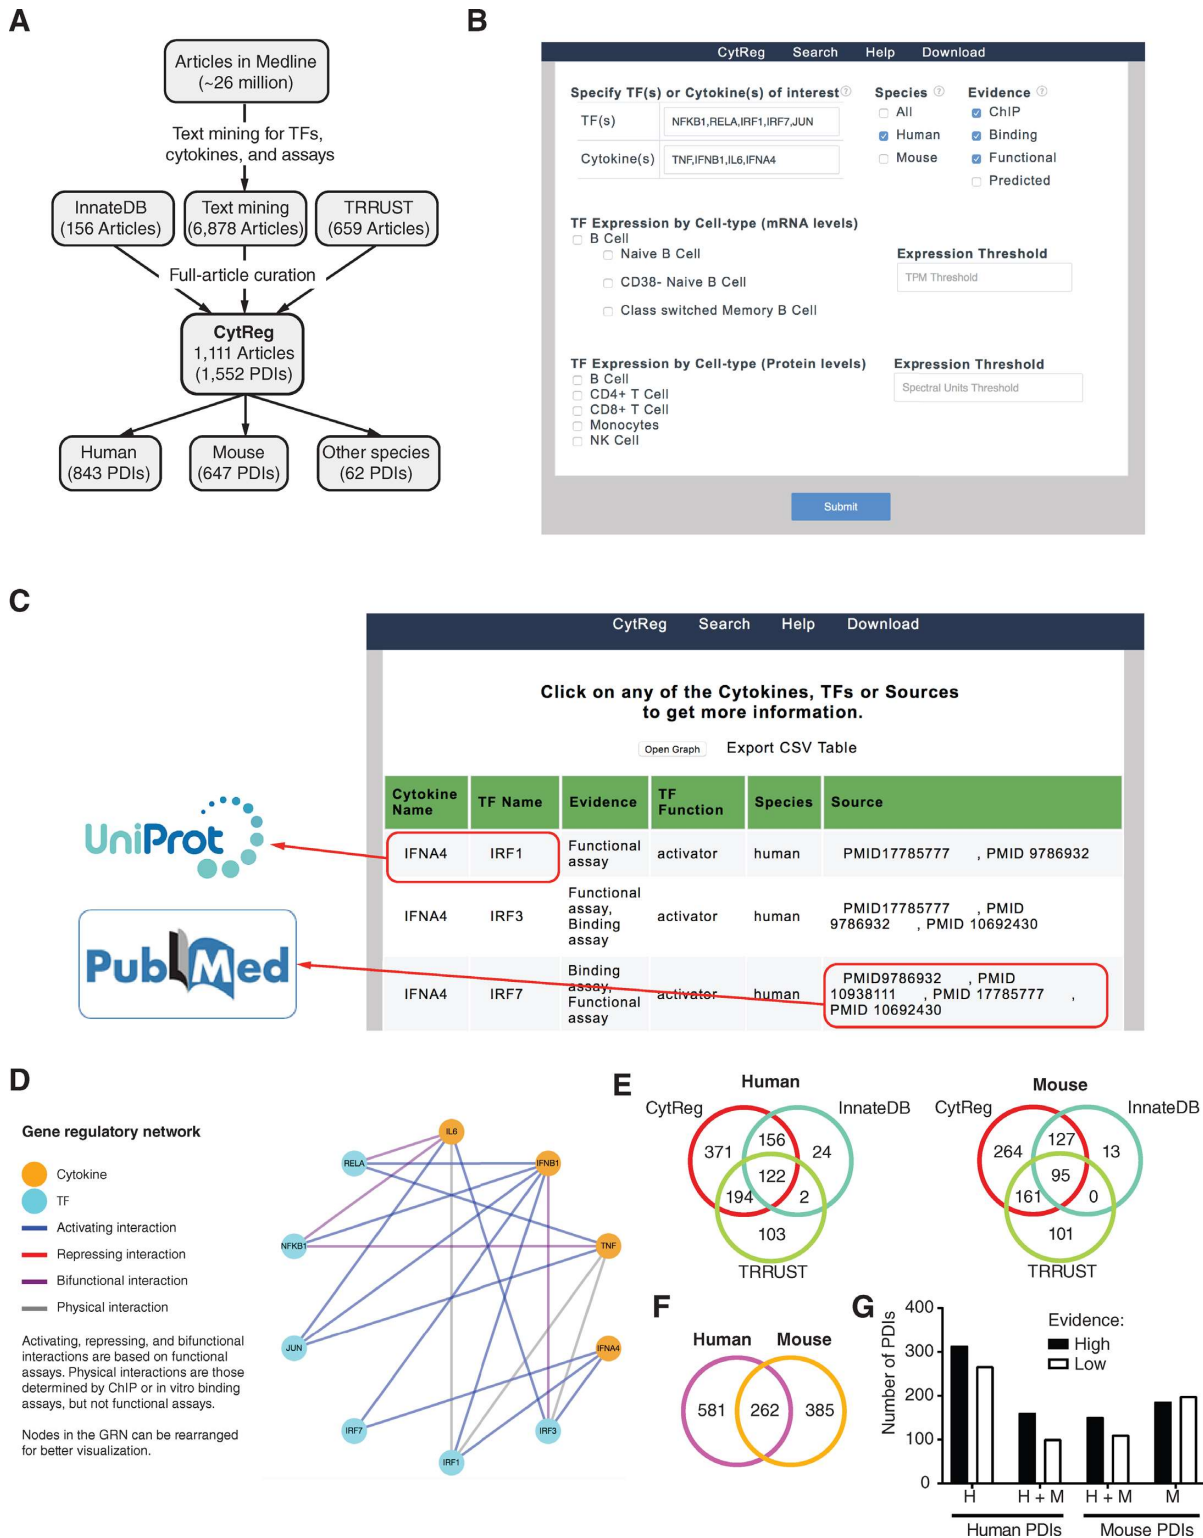 A
Articles in Medline
(~26 million)
Text mining for TFs,
cytokines, and assays
InnateDB
(156 Articles)
Text mining
(6,878 Articles)
TRRUST
(659 Articles)
Full-article curation
CytReg
1,111 Articles
(1,552 PDIs)
Human
(843 PDIs)
Mouse
(647 PDIs)
Other species
(62 PDIs)
B
CytReg Search Help Download
Specify TF(s) or Cytokine(s) of interest ?
TF(s) NFKB1,RELA,IRF1,IRF7,JUN
Cytokine(s) TNF,IFNB1,IL6,IFNA4
Species ?
All
Human
Mouse
Evidence ?
ChIP
Binding
Functional
Predicted
TF Expression by Cell-type (mRNA levels)
B Cell
Naive B Cell
CD38- Naive B Cell
Class switched Memory B Cell
Expression Threshold
TPM Threshold
TF Expression by Cell-type (Protein levels)
B Cell
CD4+ T Cell
CD8+ T Cell
Monocytes
NK Cell
Expression Threshold
Spectral Units Threshold
Submit
C
CytReg Search Help Download
Click on any of the Cytokines, TFs or Sources
to get more information.
Open Graph Export CSV Table
Cytokine
Name
TF Name
Evidence
TF
Function
Species
Source
IFNA4 IRF1
Functional
assay
activator human
PMID17785777 , PMID 9786932
IFNA4 IRF3
Functional
assay,
Binding
assay
activator human
PMID17785777 , PMID
9786932 , PMID 10692430
IFNA4 IRF7
Binding
assay,
Functional
assay
activator human
PMID9786932 , PMID
10938111 , PMID 17785777 ,
PMID 10692430
UniProt
PubMed
D
Gene regulatory network
Cytokine
TF
Activating interaction
Repressing interaction
Bifunctional interaction
Physical interaction
Activating, repressing, and bifunctional
interactions are based on functional
assays. Physical interactions are those
determined by ChIP or in vitro binding
assays, but not functional assays.
Nodes in the GRN can be rearranged
for better visualization.
IL6
RELA
IFNB1
NFKB1
TNF
JUN
IFNA4
IRF7
IRF3
IRF1
E
Human
CytReg
InnateDB
371
156
24
122
194
2
103
TRRUST
Mouse
CytReg
InnateDB
264
127
13
95
161
0
101
TRRUST
F
Human Mouse
581 262 385
G
Number of PDIs
400
300
200
100
0
Evidence:
High
Low
H H + M H + M M
Human PDIs Mouse PDIs